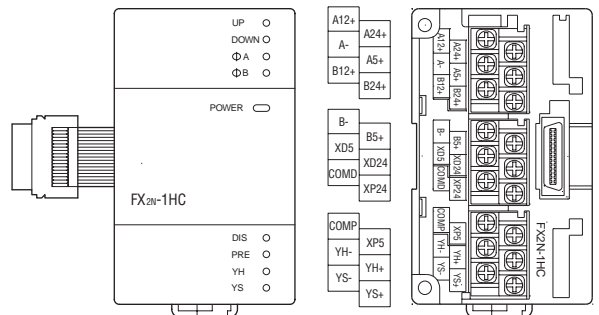 UP
DOWN
Φ A
Φ B
POWER
FX2N-1HC
DIS
PRE
YH
YS
A12+
A24+
A-
A5+
B12+
B24+
B-
B5+
XD5
XD24
COMD
XP24
COMP
XP5
YH-
YH+
YS-
YS+
A12+
A24+
A-
A5+
B12+
B24+
B-
B5+
XD5
XD24
COMD
XP24
COMP
XP5
YH-
YH+
YS-
YS+
FX2N-1HC